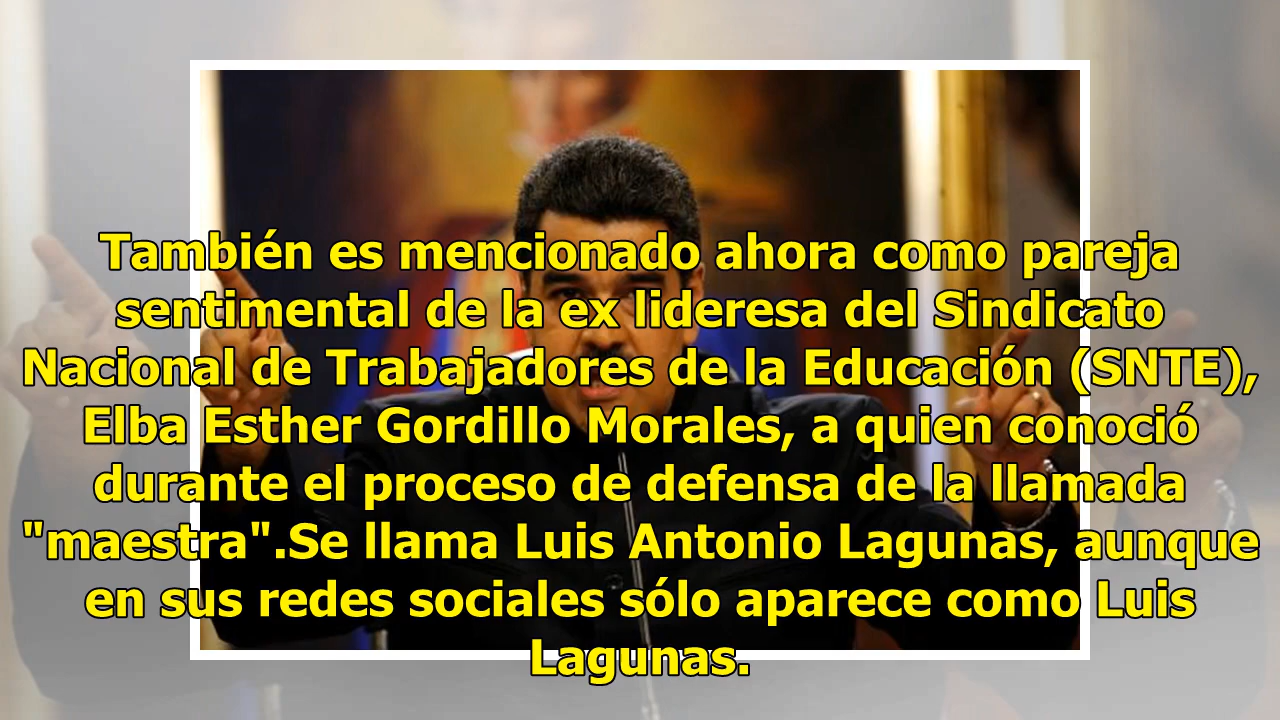 También es mencionado ahora como pareja
sentimental de la ex lideresa del Sindicato
Nacional de Trabajadores de la Educación (SNTE),
Elba Esther Gordillo Morales, a quien conoció
durante el proceso de defensa de la llamada
"maestra".Se llama Luis Antonio Lagunas, aunque
en sus redes sociales sólo aparece como Luis
Lagunas.